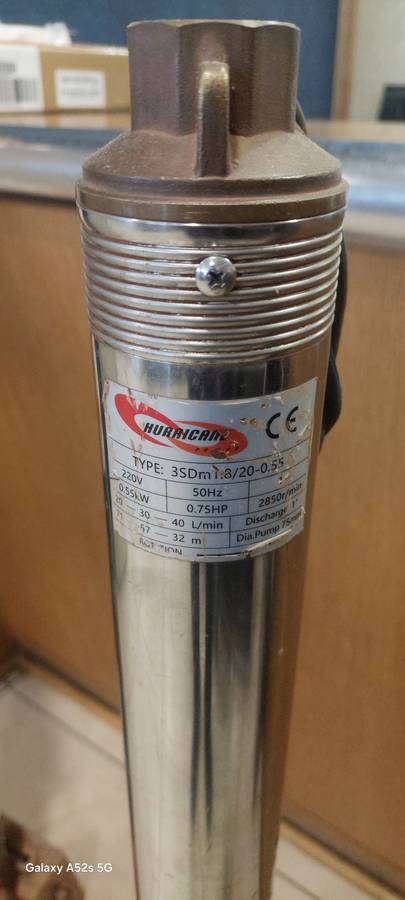 HURRICANE
CE
TYPE: 3SDm1.8/20-0.55
220V 50Hz 2850r/min
0.55kW 0.75HP Discharge
20 — 30 — 40 L/min Dia.Pump 75mm
57 — 32 m
Galaxy A52s 5G